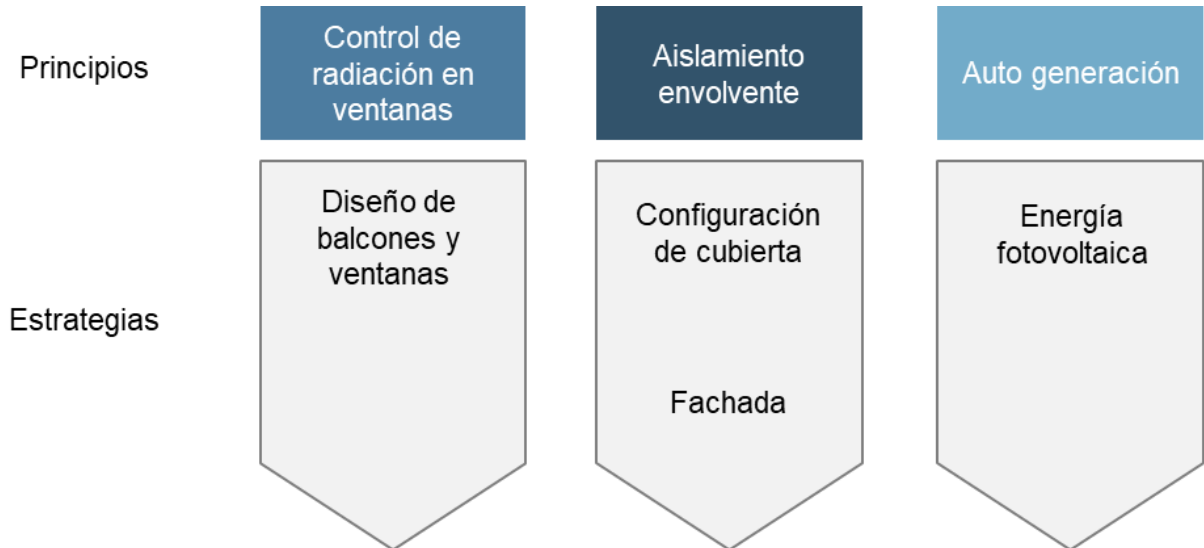 Principios
Control de
radiación en
ventanas
Aislamiento
envolvente
Auto generación
Estrategias
Diseño de
balcones y
ventanas
Configuración
de cubierta
Fachada
Energía
fotovoltaica